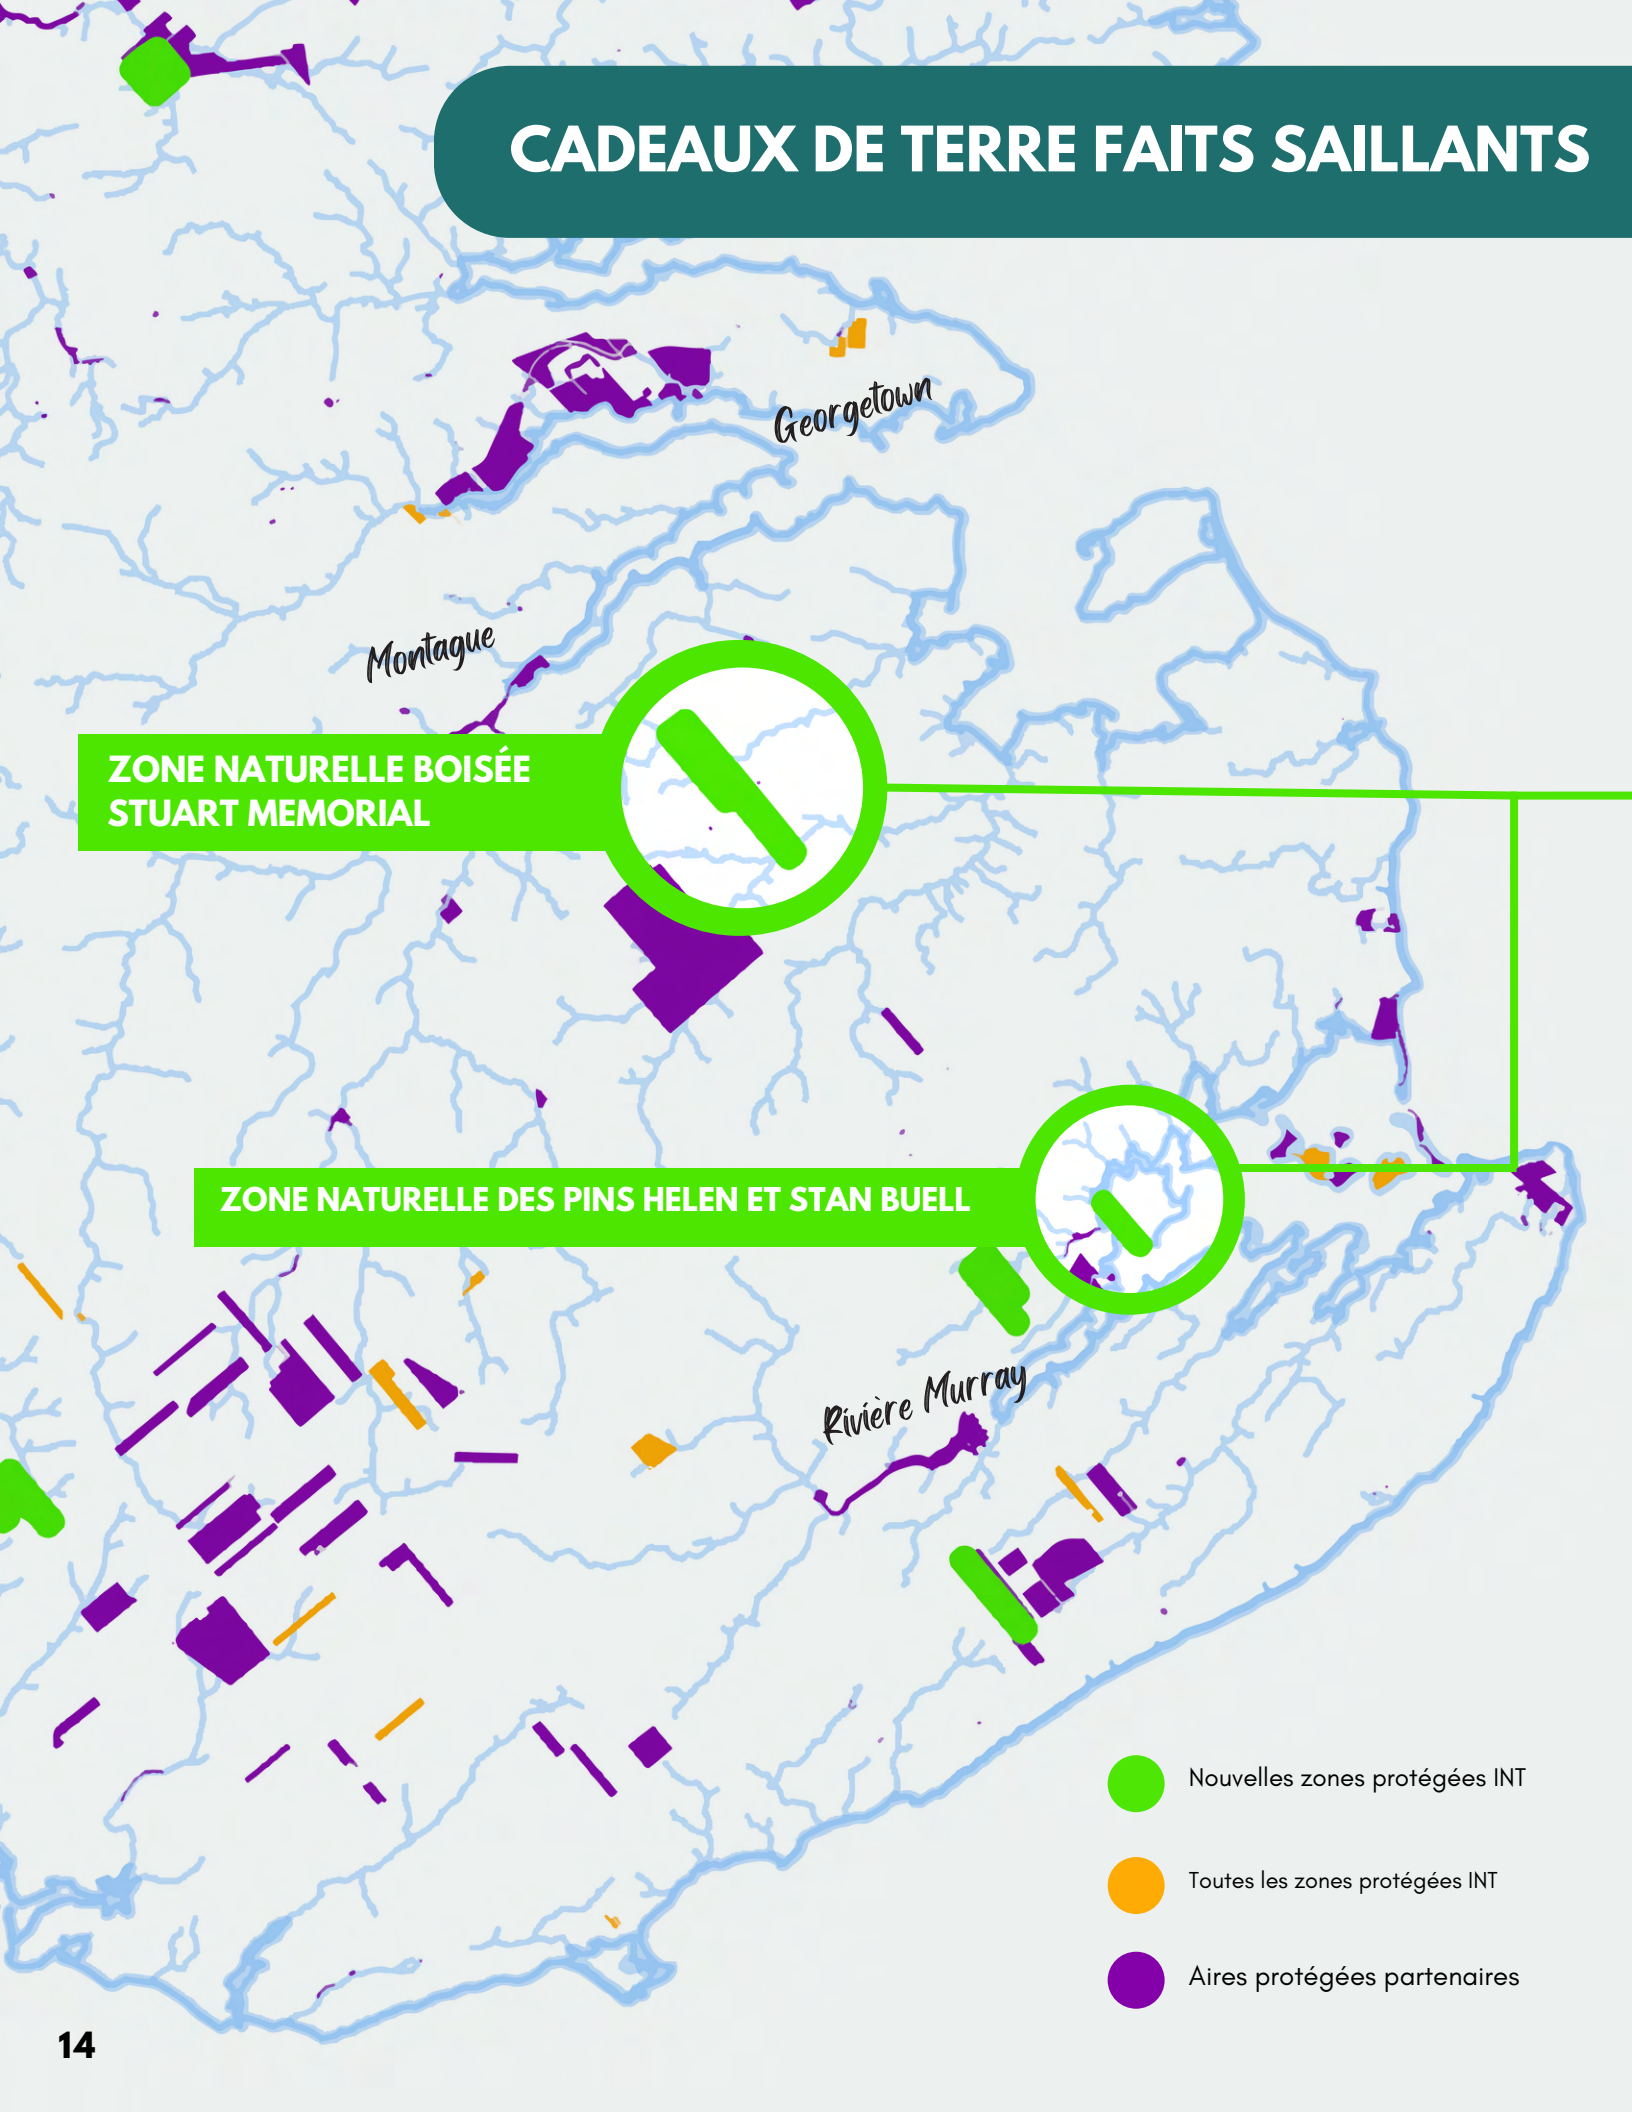 CADEAUX DE TERRE FAITS SAILLANTS
Georgetown
Montague
ZONE NATURELLE BOISÉE
STUART MEMORIAL
ZONE NATURELLE DES PINS HELEN ET STAN BUELL
Rivière Murray
Nouvelles zones protégées INT
Toutes les zones protégées INT
Aires protégées partenaires
14